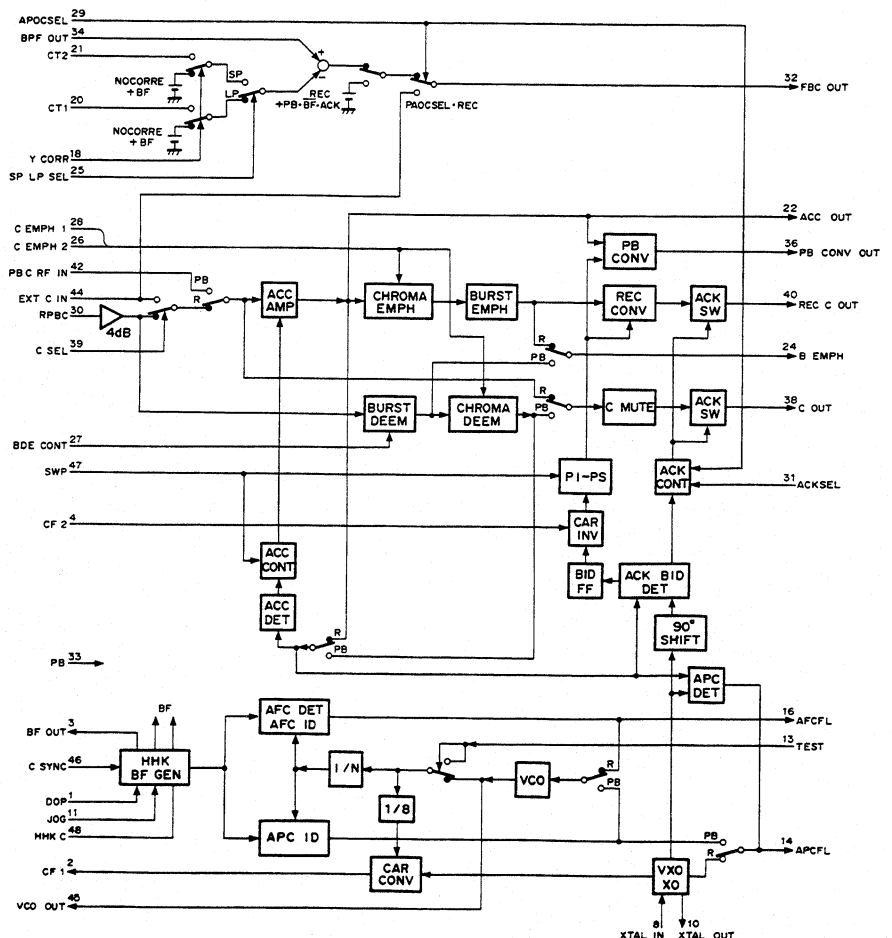 APOCSEL 29
BPF OUT 34
CT2 21
NOCORRE
+BF
SP
LP
+
-
REC
+PB·BF·ACK
PAOCSEL·REC
32 FBC OUT
CT1 20
NOCORRE
+BF
Y CORR 18
SP LP SEL 25
C EMPH 1 28
C EMPH 2 26
PBC RF IN 42
EXT C IN 44
RPBC 30
4dB
C SEL 39
PB
R
ACC
AMP
CHROMA
EMPH
BURST
EMPH
PB
CONV
REC
CONV
ACK
SW
22 ACC OUT
36 PB CONV OUT
40 REC C OUT
R
PB
24 B EMPH
BURST
DEEM
CHROMA
DEEM
R
PB
C MUTE
ACK
SW
38 C OUT
BDE CONT 27
SWP 47
PI-PS
ACK
CONT
31 ACKSEL
CF 2 4
CAR
INV
ACC
CONT
BID
FF
ACK BID
DET
ACC
DET
90°
SHIFT
R
PB
PB 33
APC
DET
BF
BF OUT 3
C SYNC 46
DOP 1
JOG 11
HHK C 48
HHK
BF GEN
AFC DET
AFC ID
16 AFCFL
13 TEST
1/N
VCO
R
PB
1/8
APC ID
PB
R
14 APCFL
CF 1 2
CAR
CONV
VXO
XO
VCO OUT 45
8 10
XTAL IN XTAL OUT